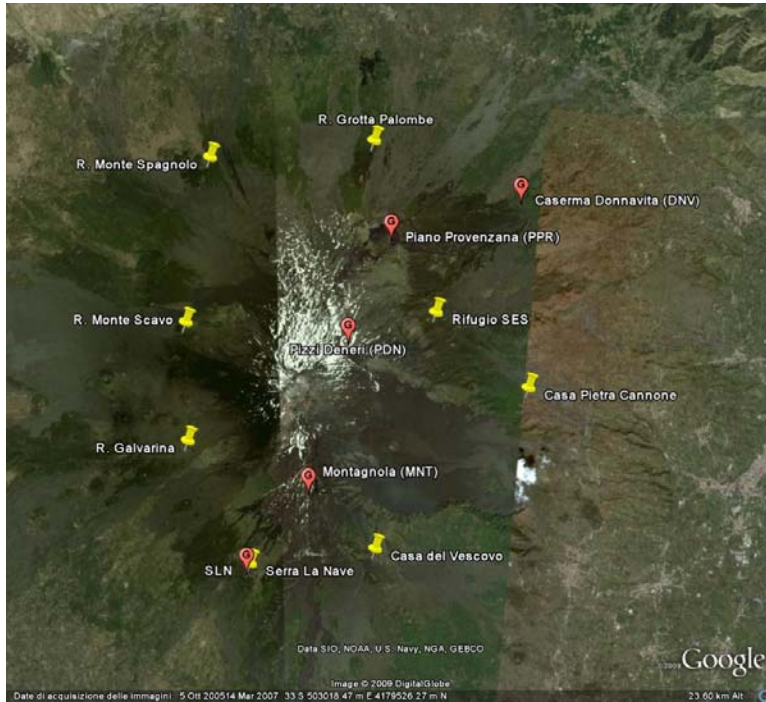 R. Grotta Palombe
R. Monte Spagnolo
Caserma Donnavita (DNV)
Piano Provenzana (PPR)
R. Monte Scavo
Rifugio SES
Pizzi Deneri (PDN)
Casa Pietra Cannone
R. Galvarina
Montagnola (MNT)
Casa del Vescovo
SLN
Serra La Nave
Data SIO, NOAA, U.S. Navy, NGA, GEBCO
©2009 Google
Image © 2009 DigitalGlobe
Date di acquisizione delle immagini: 5 Ott 200514 Mar 2007 33 S 503018.47 m E 4179526.27 m N 23.60 km Alt
G
G
G
G
G